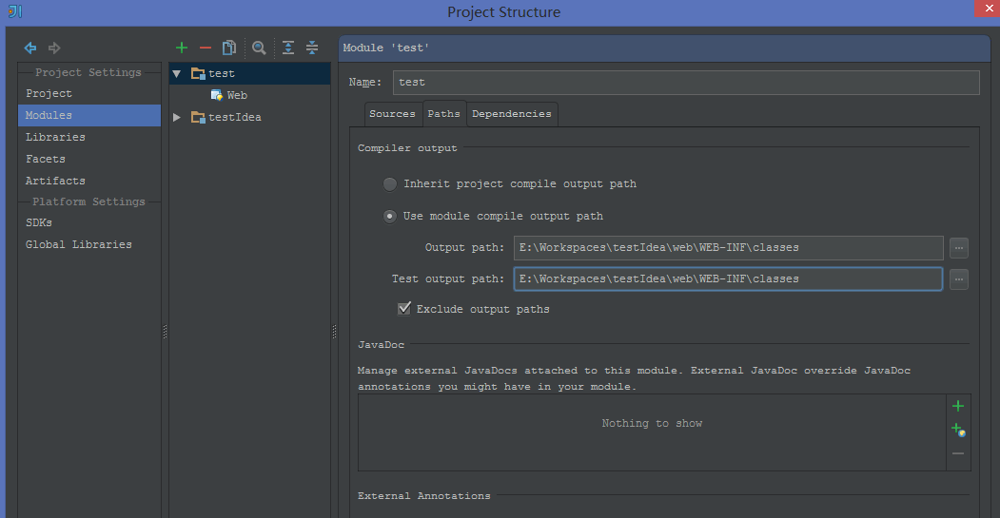 Project Structure
Project Settings
Project
Modules
Libraries
Facets
Artifacts
Platform Settings
SDKs
Global Libraries
test
Web
testIdea
Module 'test'
Name: test
Sources Paths Dependencies
Compiler output
Inherit project compile output path
Use module compile output path
Output path: E:\Workspaces\testIdea\web\WEB-INF\classes
Test output path: E:\Workspaces\testIdea\web\WEB-INF\classes
Exclude output paths
JavaDoc
Manage external JavaDocs attached to this module. External JavaDoc override JavaDoc
annotations you might have in your module.
Nothing to show
External Annotations